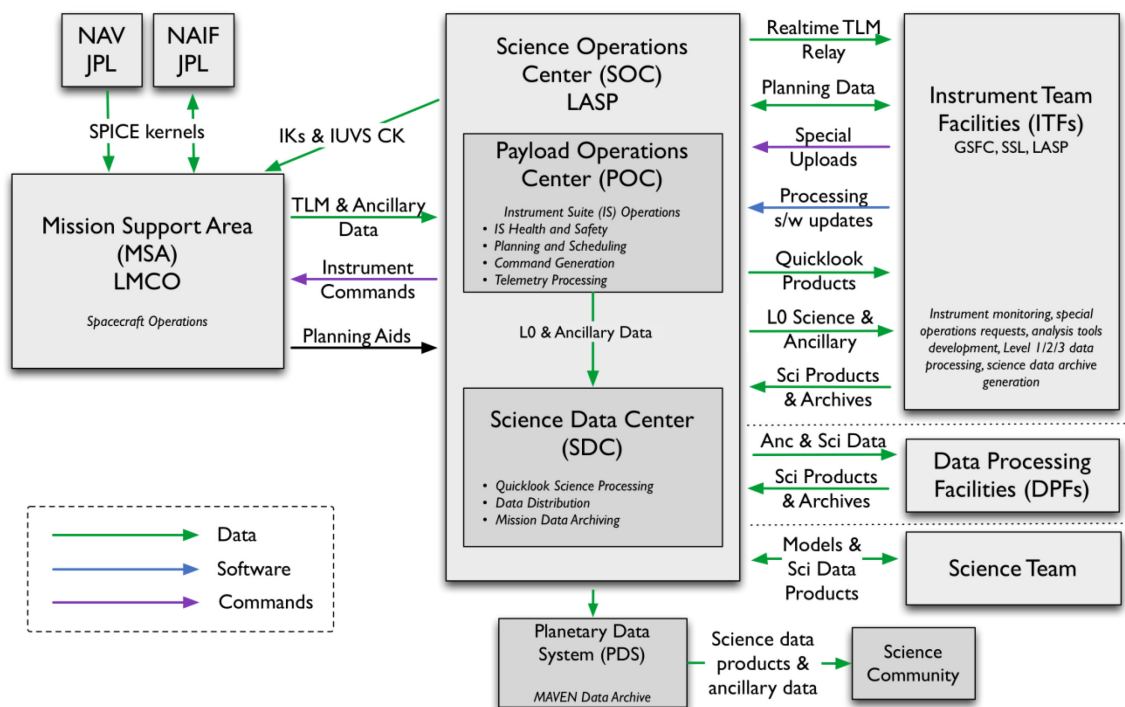 NAV
JPL
NAIF
JPL
SPICE kernels
IKs & IUVS CK
Mission Support Area
(MSA)
LMCO
Spacecraft Operations
TLM & Ancillary
Data
Instrument
Commands
Planning Aids
Science Operations
Center (SOC)
LASP
Payload Operations
Center (POC)
Instrument Suite (IS) Operations
• IS Health and Safety
• Planning and Scheduling
• Command Generation
• Telemetry Processing
L0 & Ancillary Data
Science Data Center
(SDC)
• Quicklook Science Processing
• Data Distribution
• Mission Data Archiving
Realtime TLM
Relay
Planning Data
Special
Uploads
Processing
s/w updates
Quicklook
Products
L0 Science &
Ancillary
Sci Products
& Archives
Instrument Team
Facilities (ITFs)
GSFC, SSL, LASP
Instrument monitoring, special
operations requests, analysis tools
development, Level 1/2/3 data
processing, science data archive
generation
Anc & Sci Data
Sci Products
& Archives
Data Processing
Facilities (DPFs)
Models &
Sci Data
Products
Science Team
Data
Software
Commands
Planetary Data
System (PDS)
MAVEN Data Archive
Science data
products &
ancillary data
Science
Community